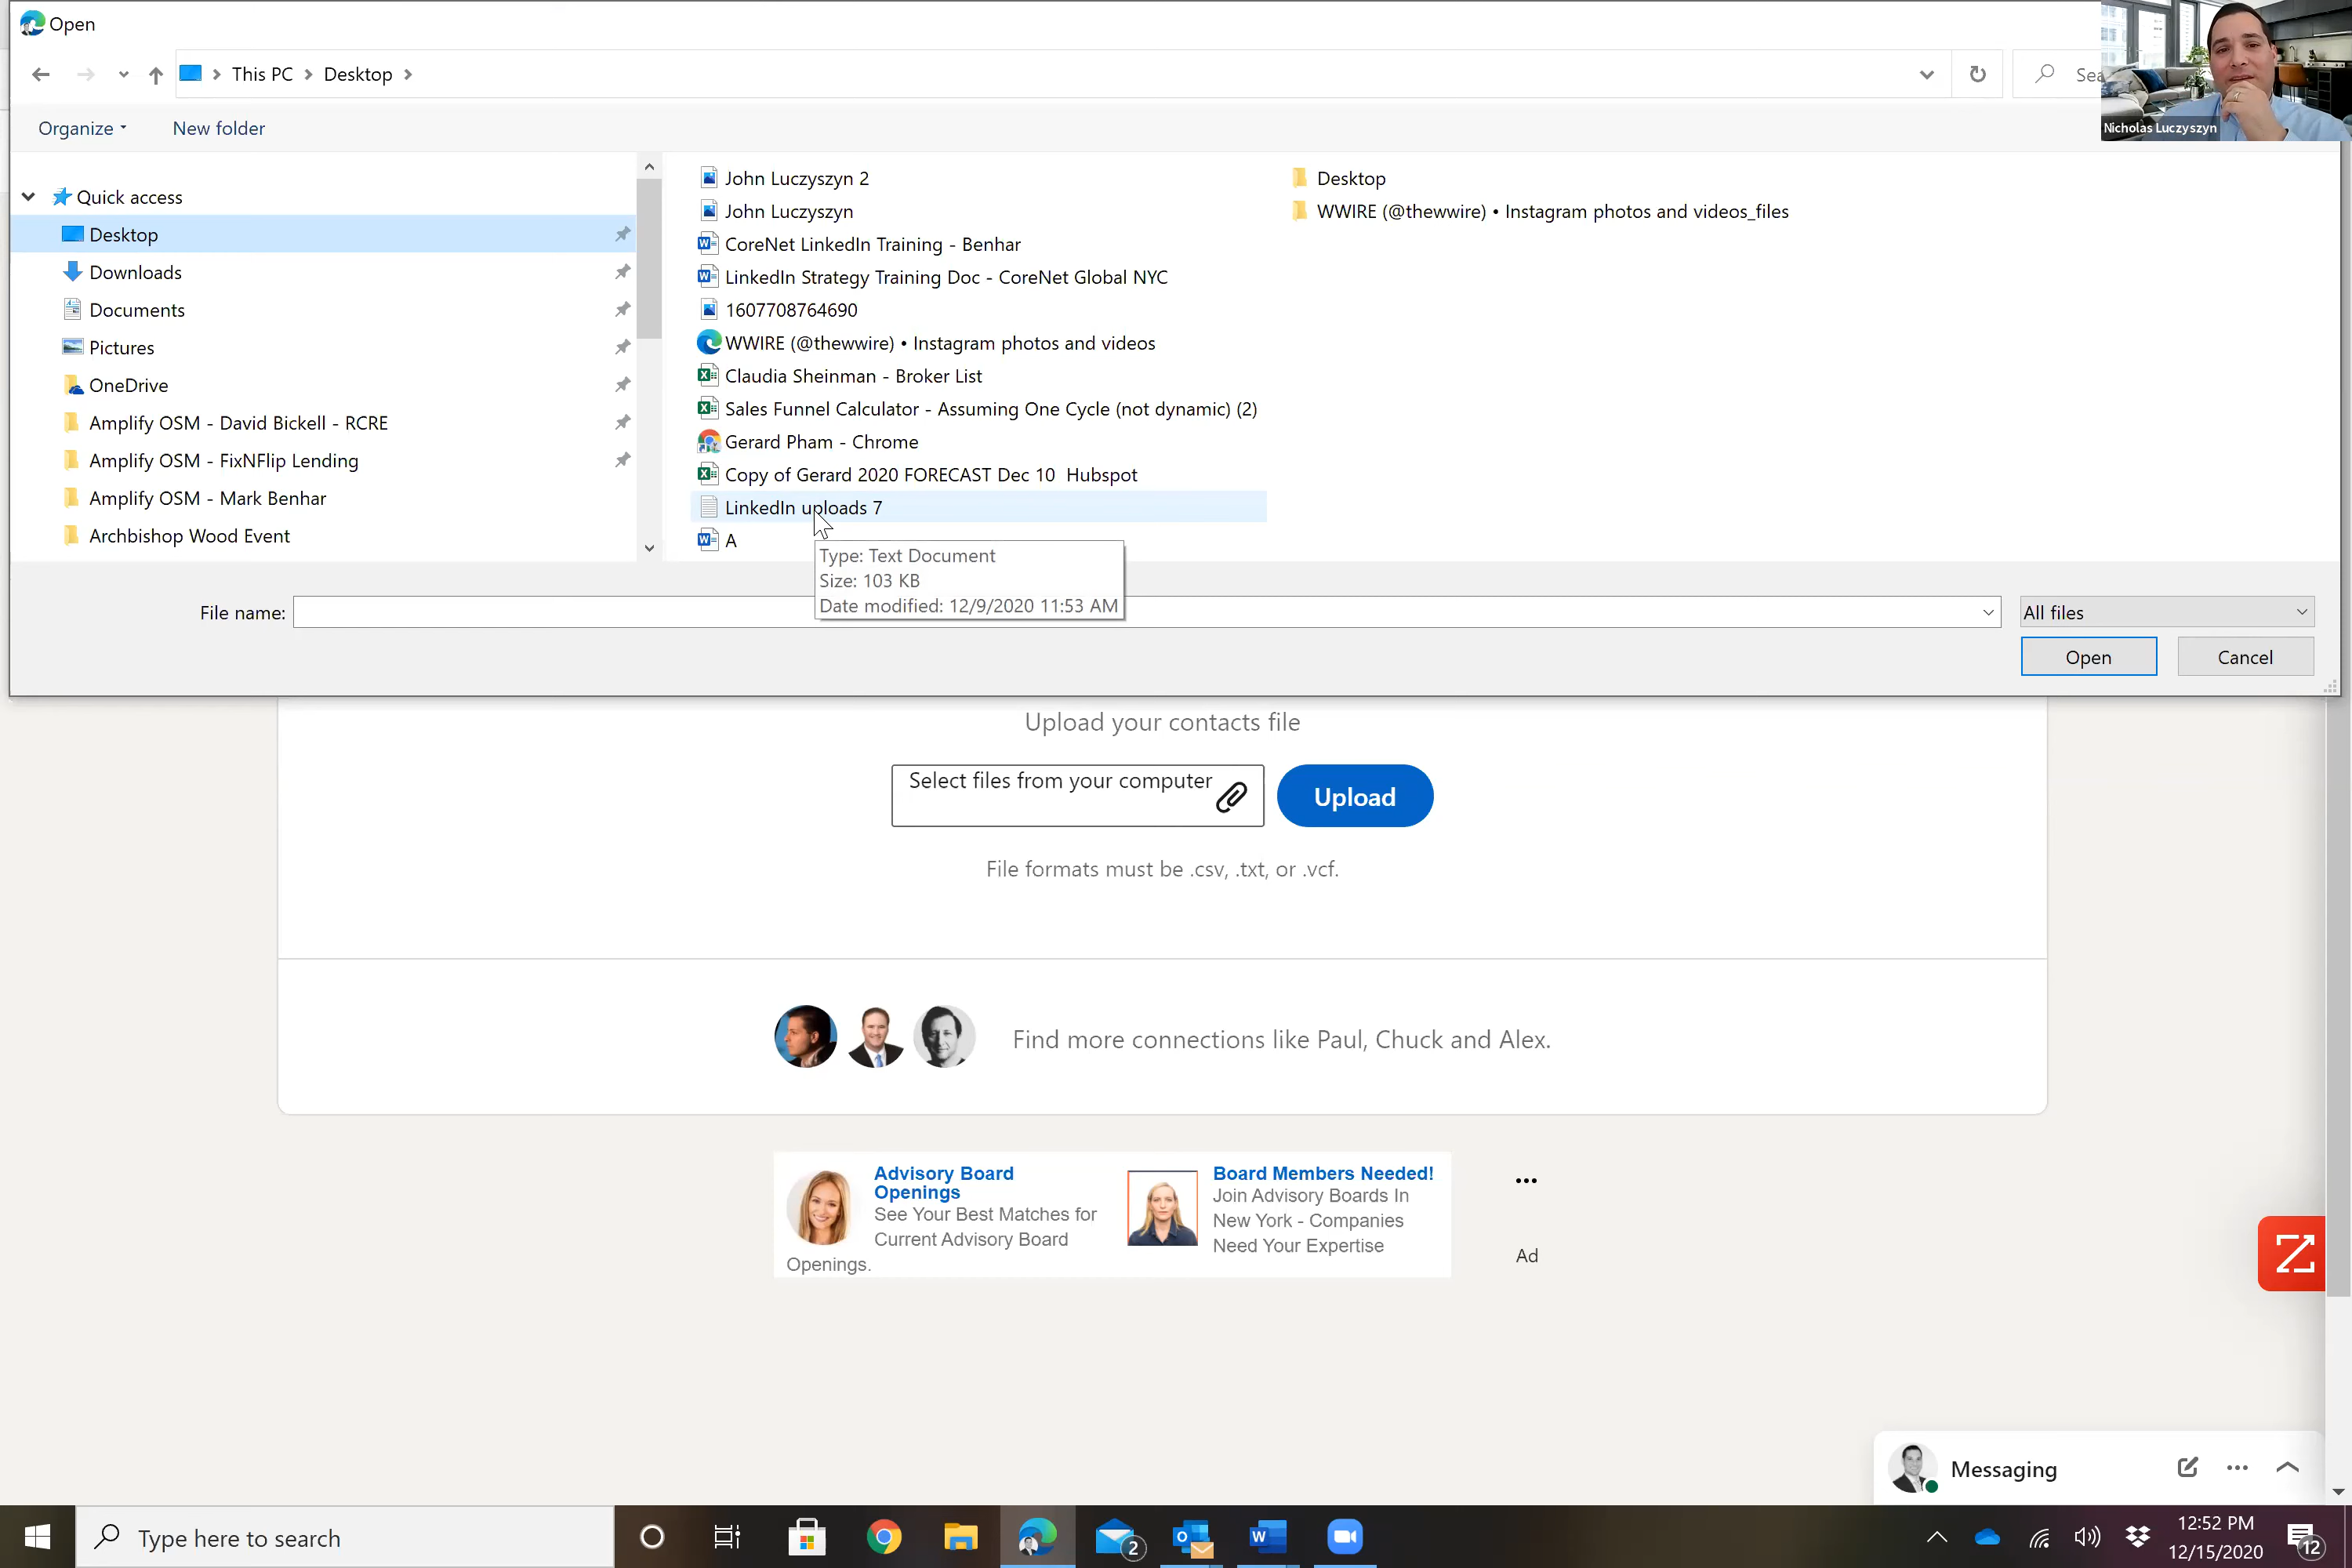 Open
This PC
Desktop
Sea
Nicholas Luczyszyn
Organize
New folder
Quick access
Desktop
Downloads
Documents
Pictures
OneDrive
Amplify OSM - David Bickell - RCRE
Amplify OSM - FixNFlip Lending
Amplify OSM - Mark Benhar
Archbishop Wood Event
John Luczyszyn 2
John Luczyszyn
CoreNet LinkedIn Training - Benhar
LinkedIn Strategy Training Doc - CoreNet Global NYC
1607708764690
WWIRE (@thewwire) • Instagram photos and videos
Claudia Sheinman - Broker List
Sales Funnel Calculator - Assuming One Cycle (not dynamic) (2)
Gerard Pham - Chrome
Copy of Gerard 2020 FORECAST Dec 10 Hubspot
LinkedIn uploads 7
A
Desktop
WWIRE (@thewwire) • Instagram photos and videos_files
Type: Text Document
Size: 103 KB
Date modified: 12/9/2020 11:53 AM
File name:
All files
Open
Cancel
Upload your contacts file
Select files from your computer
Upload
File formats must be .csv, .txt, or .vcf.
Find more connections like Paul, Chuck and Alex.
Advisory Board
Openings
See Your Best Matches for
Current Advisory Board
Openings.
Board Members Needed!
Join Advisory Boards In
New York - Companies
Need Your Expertise
Ad
Messaging
Type here to search
2
12:52 PM
12/15/2020
12